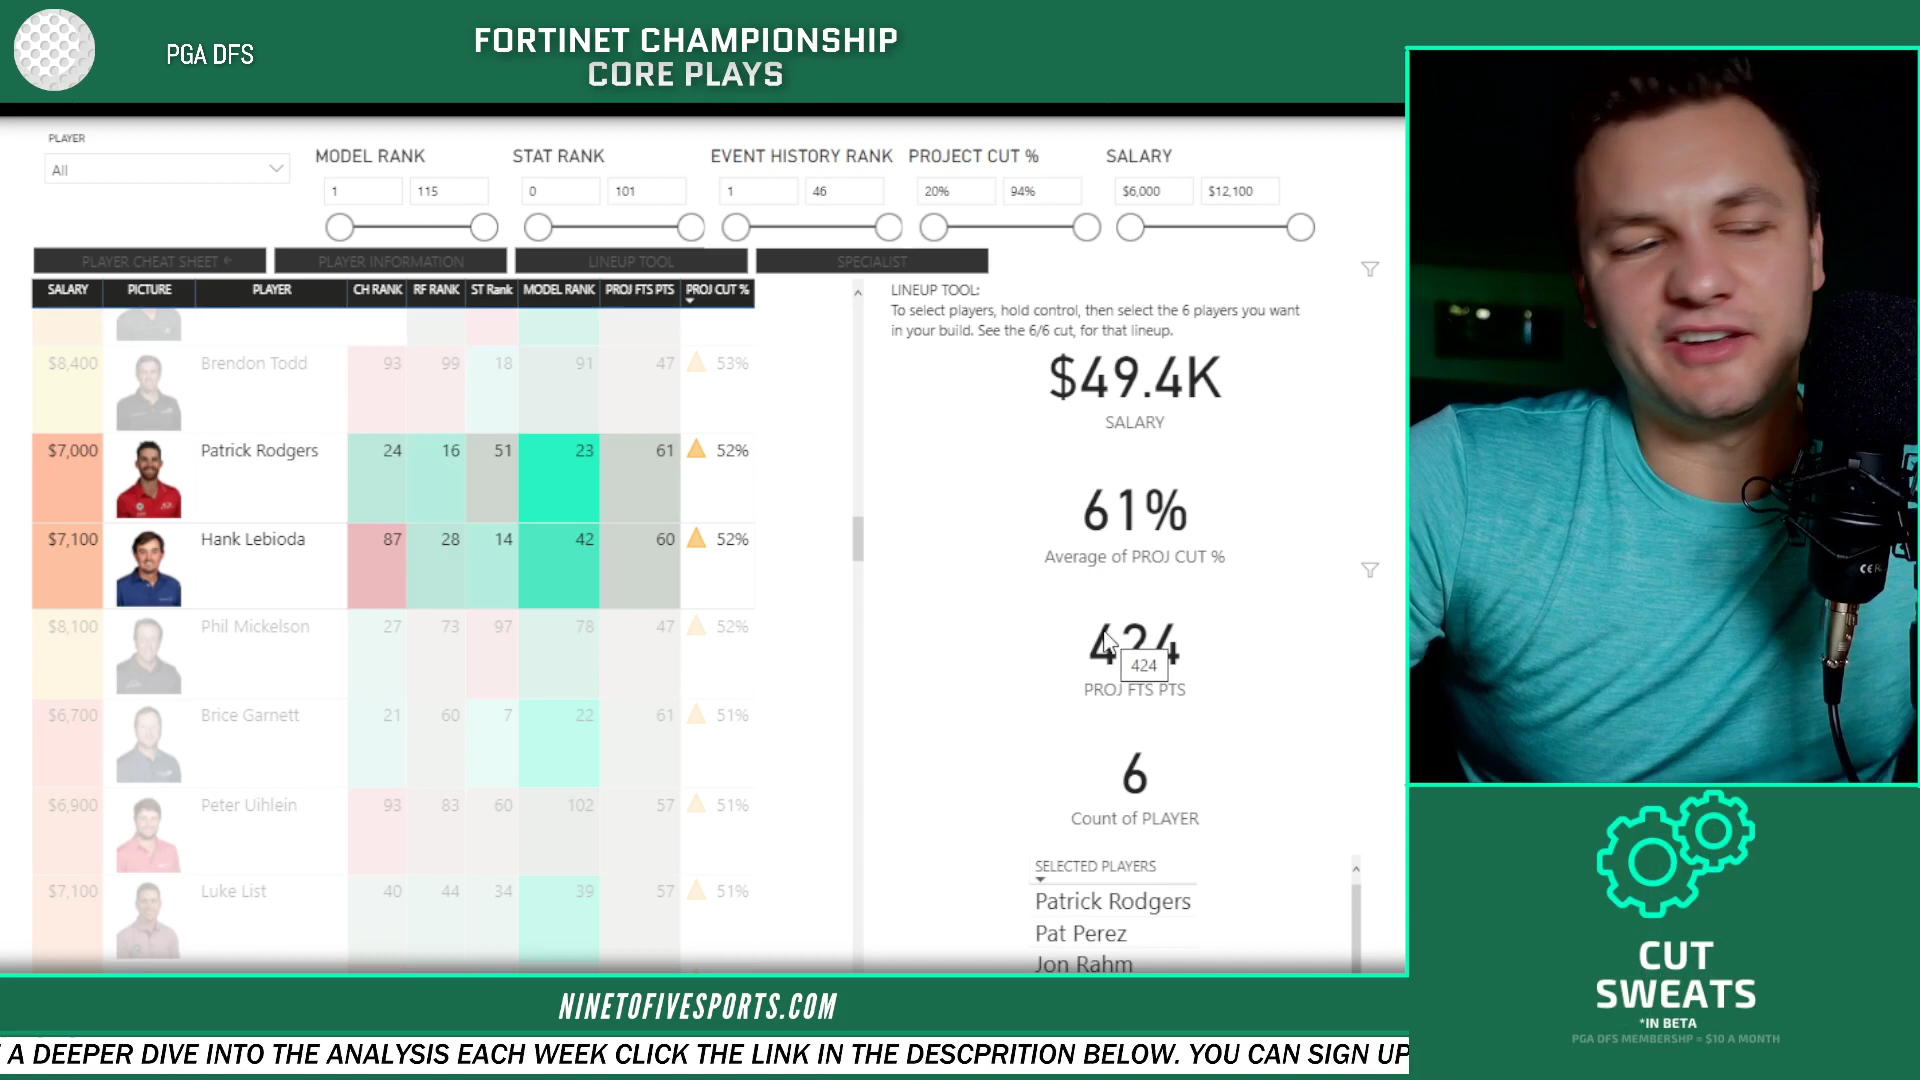 PGA DFS
FORTINET CHAMPIONSHIP
CORE PLAYS
PLAYER
All
MODEL RANK
1 115
STAT RANK
0 101
EVENT HISTORY RANK
1 46
PROJECT CUT %
20% 94%
SALARY
$6,000 $12,100
PLAYER CHEAT SHEET
PLAYER INFORMATION
LINEUP TOOL
SPECIALIST
SALARY PICTURE PLAYER CH RANK RF RANK ST Rank MODEL RANK PROJ FTS PTS PROJ CUT %
$8,400 Brendon Todd 93 99 18 91 47 53%
$7,000 Patrick Rodgers 24 16 51 23 61 52%
$7,100 Hank Lebioda 87 28 14 42 60 52%
$8,100 Phil Mickelson 27 73 97 78 47 52%
$6,700 Brice Garnett 21 60 7 22 61 51%
$6,900 Peter Uihlein 93 83 60 102 57 51%
$7,100 Luke List 40 44 34 39 57 51%
LINEUP TOOL:
To select players, hold control, then select the 6 players you want
in your build. See the 6/6 cut, for that lineup.
$49.4K
SALARY
61%
Average of PROJ CUT %
424
424
PROJ FTS PTS
6
Count of PLAYER
SELECTED PLAYERS
Patrick Rodgers
Pat Perez
Jon Rahm
CUT
SWEATS
*IN BETA
PGA DFS MEMBERSHP = $10 A MONTH
NINETOFIVESPORTS.COM
A DEEPER DIVE INTO THE ANALYSIS EACH WEEK CLICK THE LINK IN THE DESCPRITION BELOW. YOU CAN SIGN UP